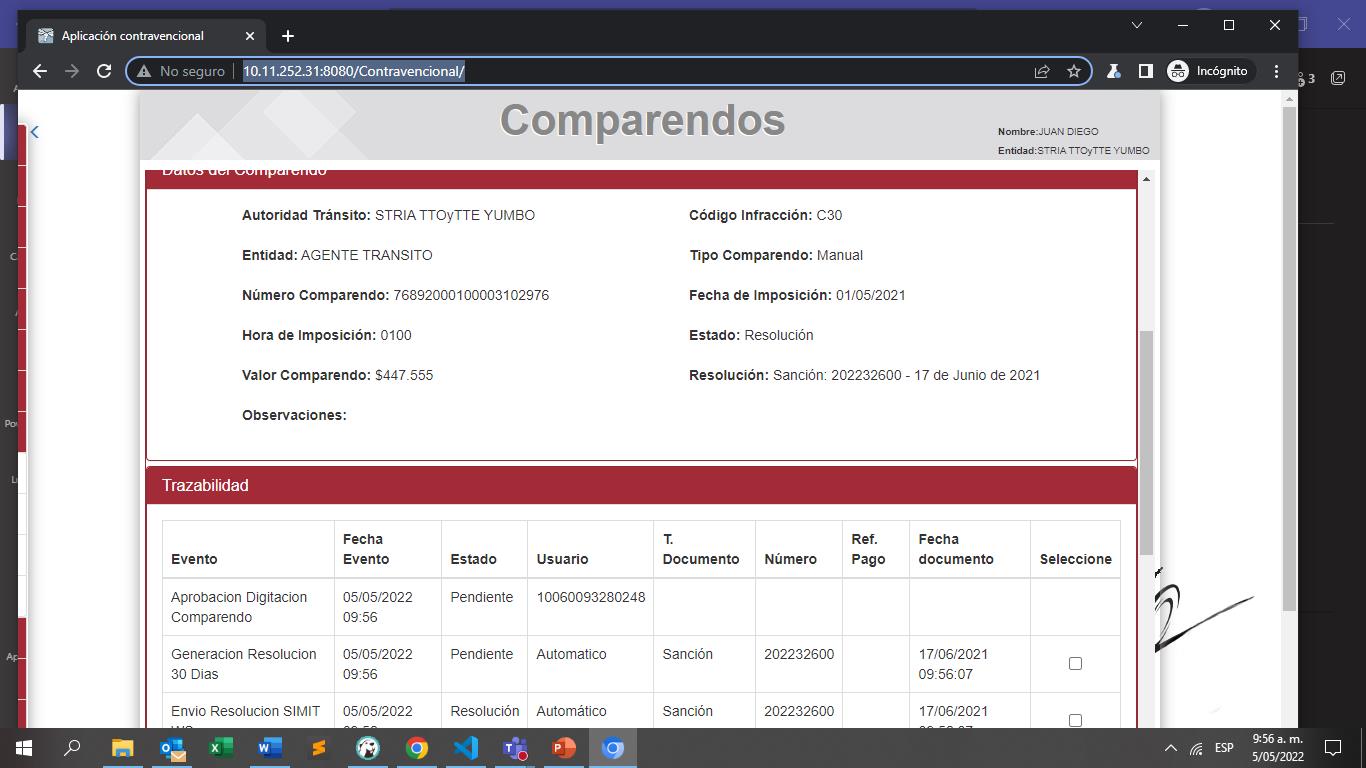 Aplicación contravencional
No seguro 10.11.252.31:8080/Contravencional/
Incógnito
3
Comparendos
Nombre:JUAN DIEGO
Entidad:STRIA TTOyTTE YUMBO
Datos del Comparendo
Autoridad Tránsito: STRIA TTOyTTE YUMBO
Código Infracción: C30
Entidad: AGENTE TRANSITO
Tipo Comparendo: Manual
Número Comparendo: 76892000100003102976
Fecha de Imposición: 01/05/2021
Hora de Imposición: 0100
Estado: Resolución
Valor Comparendo: $447.555
Resolución: Sanción: 202232600 - 17 de Junio de 2021
Observaciones:
Trazabilidad
Evento Fecha Evento Estado Usuario T. Documento Número Ref. Pago Fecha documento Seleccione
Aprobacion Digitacion Comparendo 05/05/2022 09:56 Pendiente 10060093280248
Generacion Resolucion 30 Dias 05/05/2022 09:56 Pendiente Automatico Sanción 202232600 17/06/2021 09:56:07
Envio Resolucion SIMIT 05/05/2022 Resolución Automático Sanción 202232600 17/06/2021
ESP
9:56 a. m.
5/05/2022